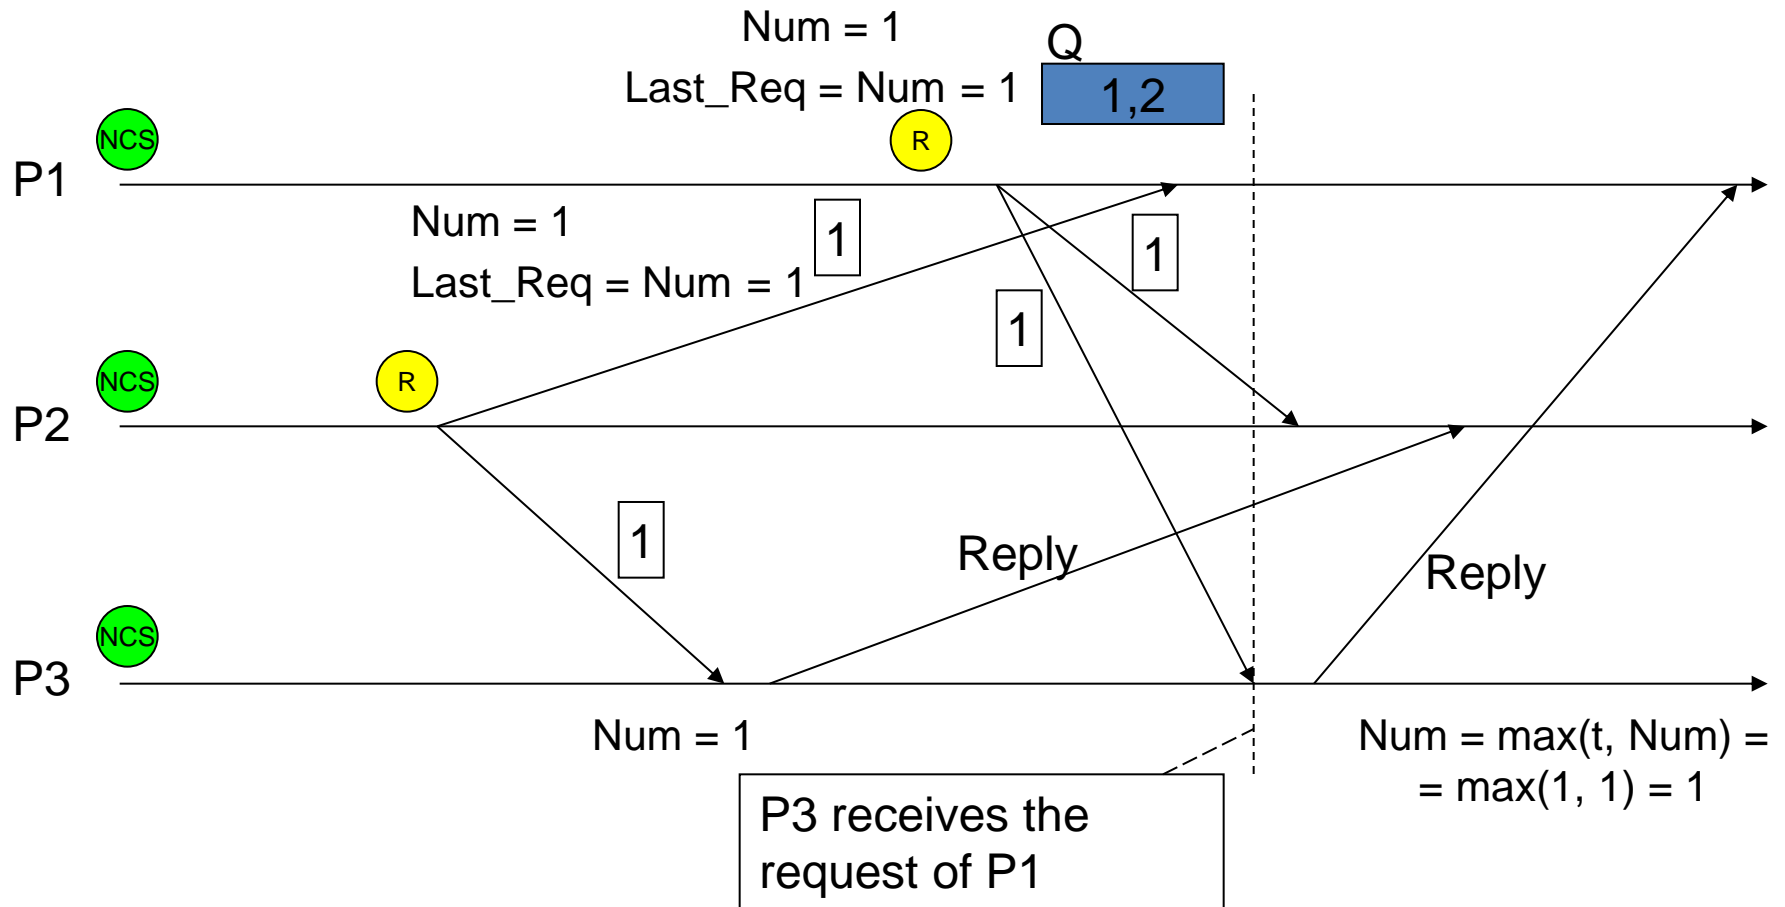 Num = 1
Q
Last_Req = Num = 1
1,2
NCS
R
P1
Num = 1
1
1
Last_Req = Num = 1
1
NCS
R
P2
1
Reply
Reply
NCS
P3
Num = 1
Num = max(t, Num) =
= max(1, 1) = 1
P3 receives the
request of P1